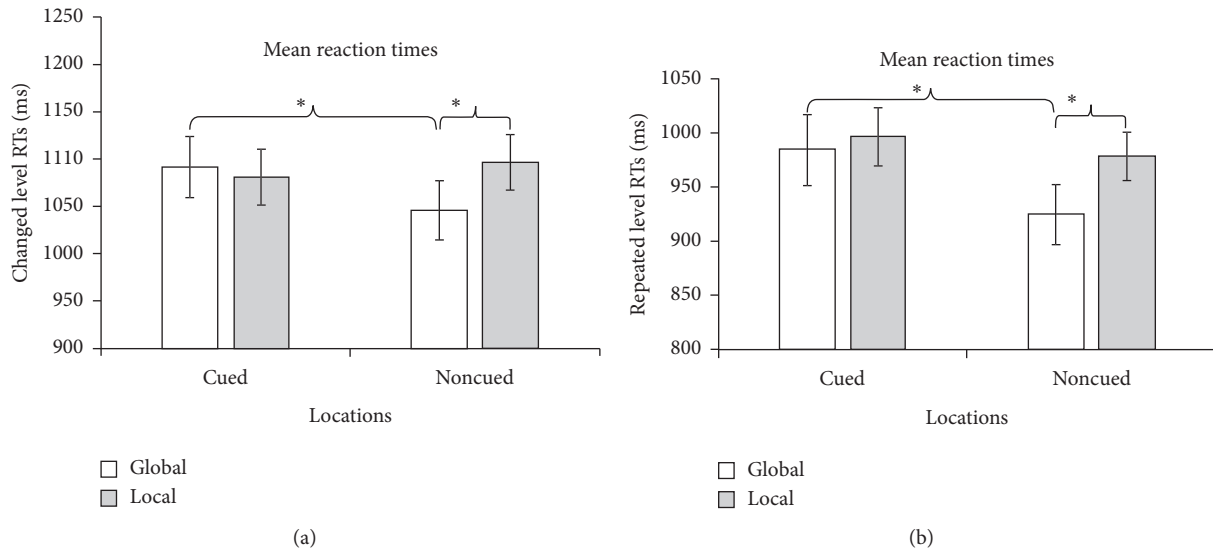 Mean reaction times
Changed level RTs (ms)
1250
1200
1150
1110
1050
1000
950
900
*
*
Cued
Noncued
Locations
Global
Local
(a)
Mean reaction times
Repeated level RTs (ms)
1050
1000
950
900
850
800
*
*
Cued
Noncued
Locations
Global
Local
(b)